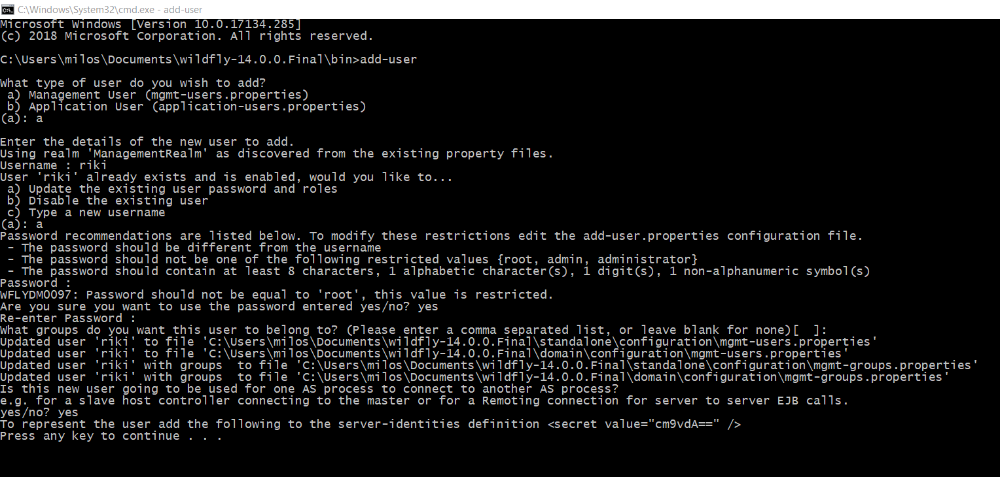 C:\Windows\System32\cmd.exe - add-user
Microsoft Windows [Version 10.0.17134.285]
(c) 2018 Microsoft Corporation. All rights reserved.
C:\Users\milos\Documents\wildfly-14.0.0.Final\bin>add-user
What type of user do you wish to add?
a) Management User (mgmt-users.properties)
b) Application User (application-users.properties)
(a): a
Enter the details of the new user to add.
Using realm 'ManagementRealm' as discovered from the existing property files.
Username : riki
User 'riki' already exists and is enabled, would you like to...
a) Update the existing user password and roles
b) Disable the existing user
c) Type a new username
(a): a
Password recommendations are listed below. To modify these restrictions edit the add-user.properties configuration file.
- The password should be different from the username
- The password should not be one of the following restricted values {root, admin, administrator}
- The password should contain at least 8 characters, 1 alphabetic character(s), 1 digit(s), 1 non-alphanumeric symbol(s)
Password :
WFLYDM0097: Password should not be equal to 'root', this value is restricted.
Are you sure you want to use the password entered yes/no? yes
Re-enter Password :
What groups do you want this user to belong to? (Please enter a comma separated list, or leave blank for none)[  ]:
Updated user 'riki' to file 'C:\Users\milos\Documents\wildfly-14.0.0.Final\standalone\configuration\mgmt-users.properties'
Updated user 'riki' to file 'C:\Users\milos\Documents\wildfly-14.0.0.Final\domain\configuration\mgmt-users.properties'
Updated user 'riki' with groups  to file 'C:\Users\milos\Documents\wildfly-14.0.0.Final\standalone\configuration\mgmt-groups.properties'
Updated user 'riki' with groups  to file 'C:\Users\milos\Documents\wildfly-14.0.0.Final\domain\configuration\mgmt-groups.properties'
Is this new user going to be used for one AS process to connect to another AS process?
e.g. for a slave host controller connecting to the master or for a Remoting connection for server to server EJB calls.
yes/no? yes
To represent the user add the following to the server-identities definition <secret value="cm9vdA==" />
Press any key to continue . . .